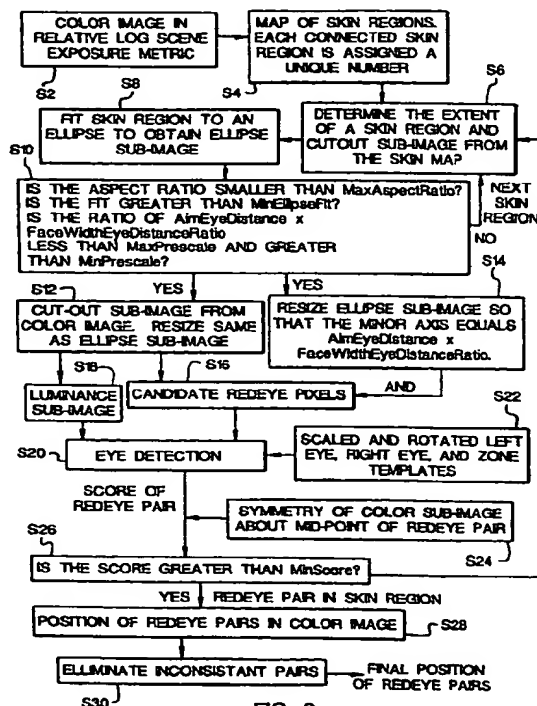 COLOR IMAGE IN
RELATIVE LOG SCENE
EXPOSURE METRIC
S2
MAP OF SKIN REGIONS.
EACH CONNECTED SKIN
REGION IS ASSIGNED A
UNIQUE NUMBER
S4
S8
FIT SKIN REGION TO AN
ELLIPSE TO OBTAIN ELLIPSE
SUB-IMAGE
S6
DETERMINE THE EXTENT
OF A SKIN REGION AND
CUTOUT SUB-IMAGE FROM
THE SKIN MAP
S10
IS THE ASPECT RATIO SMALLER THAN MaxAspectRatio?
IS THE FIT GREATER THAN MinEllipseFit?
IS THE RATIO OF AimEyeDistance x
FaceWidthEyeDistanceRatio
LESS THAN MaxPrescale AND GREATER
THAN MinPrescale?
NEXT
SKIN
REGION
NO
S12
YES
YES
S14
CUT-OUT SUB-IMAGE FROM
COLOR IMAGE. RESIZE SAME
AS ELLIPSE SUB-IMAGE
RESIZE ELLIPSE SUB-IMAGE SO
THAT THE MINOR AXIS EQUALS
AimEyeDistance x
FaceWidthEyeDistanceRatio.
S18
S16
LUMINANCE
SUB-IMAGE
CANDIDATE REDEYE PIXELS
AND
S22
S20
EYE DETECTION
SCALED AND ROTATED LEFT
EYE, RIGHT EYE, AND ZONE
TEMPLATES
SCORE OF
REDEYE
PAIR
SYMMETRY OF COLOR SUB-IMAGE
ABOUT MID-POINT OF REDEYE PAIR
S24
S26
IS THE SCORE GREATER THAN MinScore?
YES
REDEYE PAIR IN SKIN REGION
POSITION OF REDEYE PAIRS IN COLOR IMAGE
S28
ELLIMINATE INCONSISTANT PAIRS
FINAL POSITION
OF REDEYE PAIRS
S30